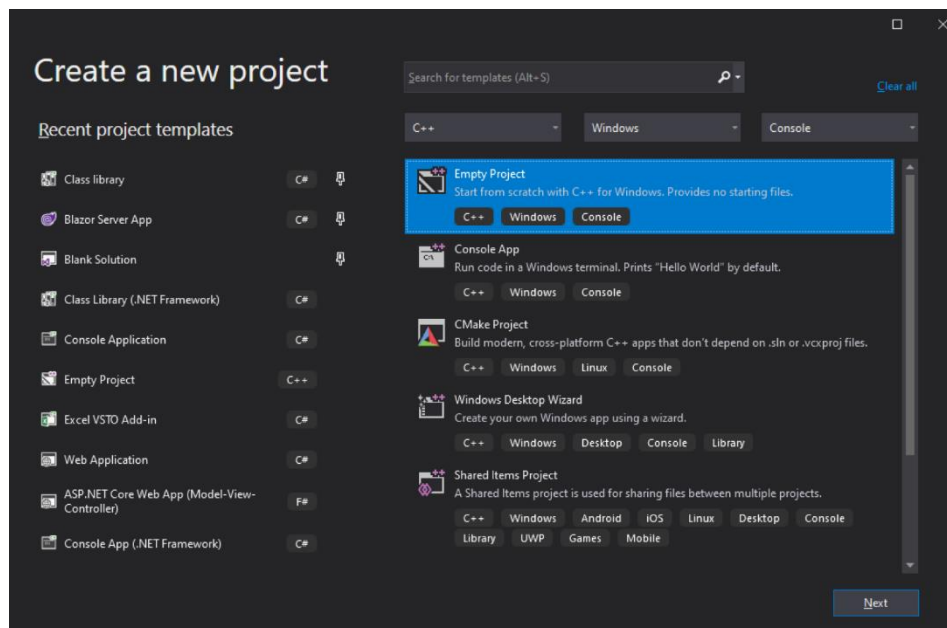 Create a new project
Recent project templates
Class library C#
Blazor Server App C#
Blank Solution
Class Library (.NET Framework) C#
Console Application C#
Empty Project C++
Excel VSTO Add-in C#
Web Application C#
ASP.NET Core Web App (Model-View-
Controller) F#
Console App (.NET Framework) C#
Search for templates (Alt+S)
Clear all
C++ Windows Console
Empty Project
Start from scratch with C++ for Windows. Provides no starting files.
C++ Windows Console
Console App
Run code in a Windows terminal. Prints "Hello World" by default.
C++ Windows Console
CMake Project
Build modern, cross-platform C++ apps that don't depend on .sln or .vcxproj files.
C++ Windows Linux Console
Windows Desktop Wizard
Create your own Windows app using a wizard.
C++ Windows Desktop Console Library
Shared Items Project
A Shared Items project is used for sharing files between multiple projects.
C++ Windows Android iOS Linux Desktop Console
Library UWP Games Mobile
Next